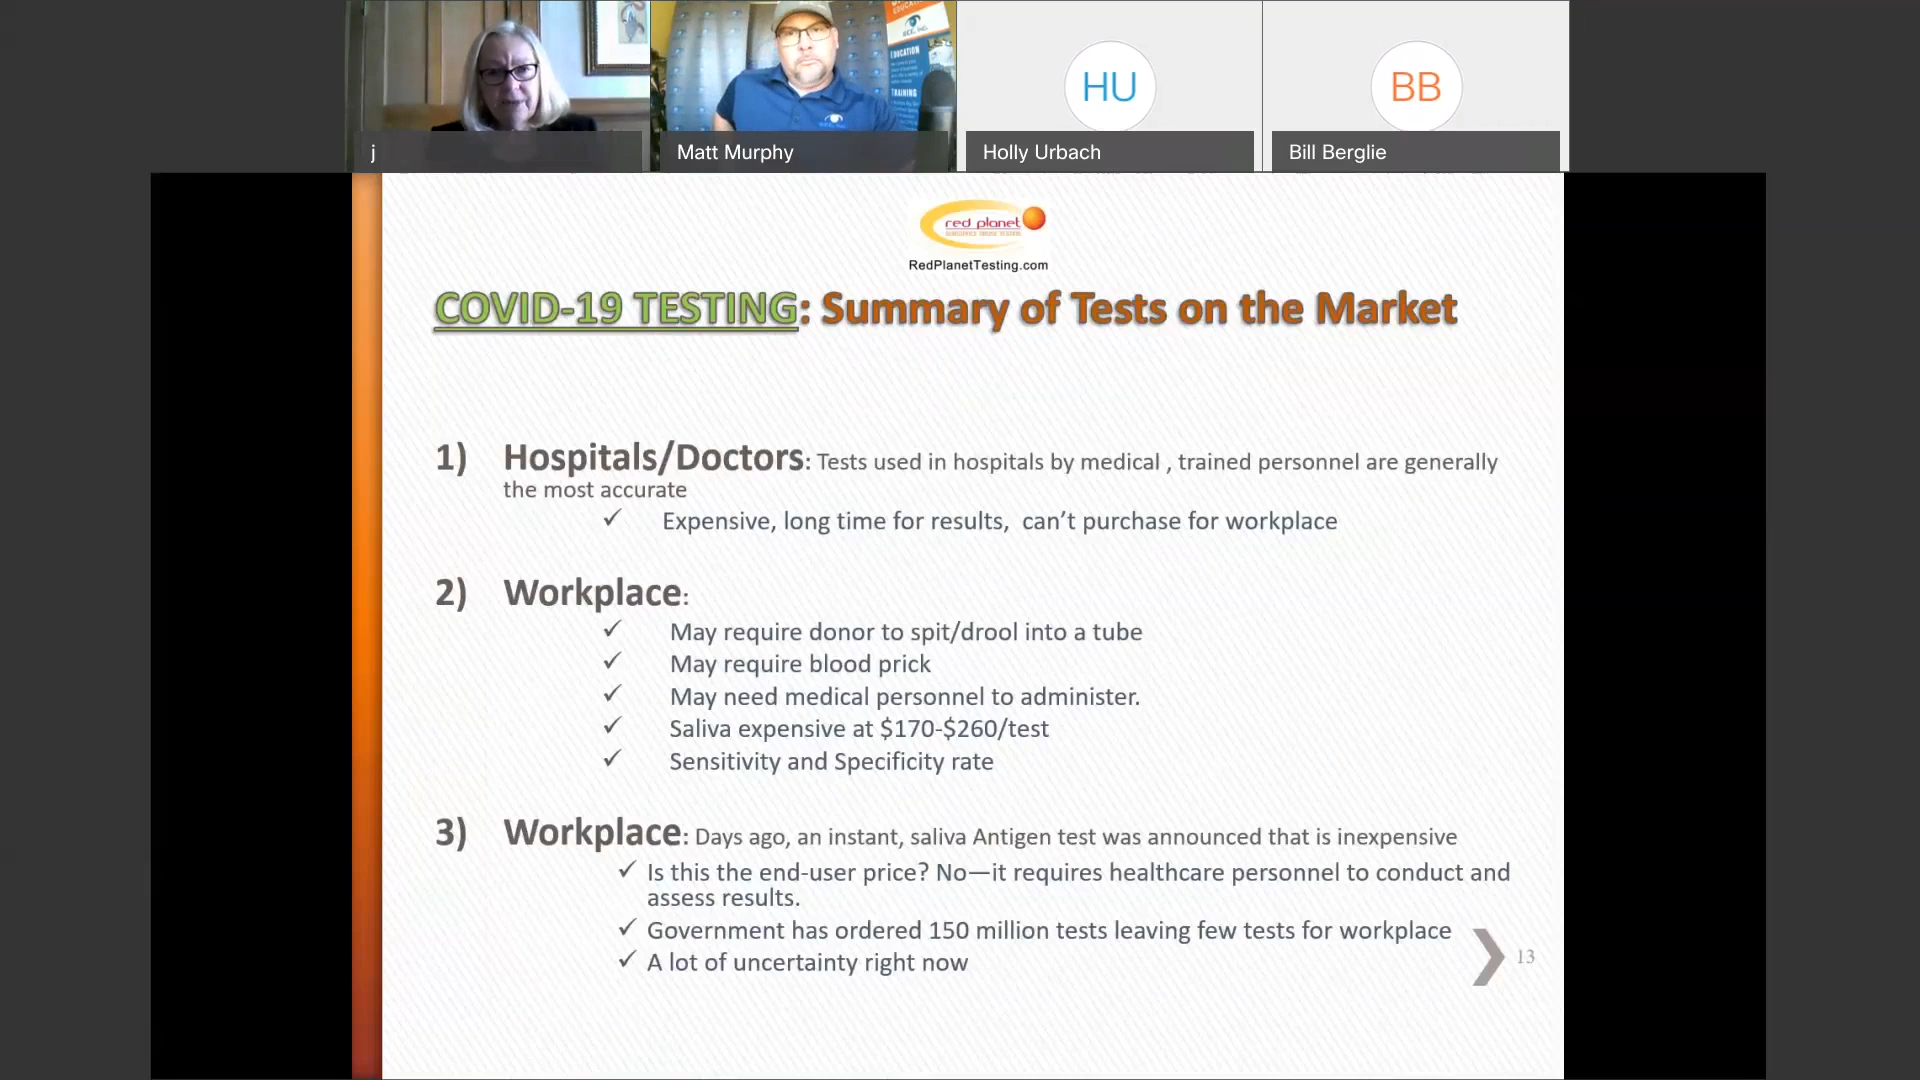 j
Matt Murphy
HU
Holly Urbach
BB
Bill Berglie
EDUCATION
TRAINING
red planet
RedPlanetTesting.com
COVID-19 TESTING: Summary of Tests on the Market
1) Hospitals/Doctors: Tests used in hospitals by medical , trained personnel are generally
the most accurate
✓ Expensive, long time for results, can’t purchase for workplace
2) Workplace:
✓ May require donor to spit/drool into a tube
✓ May require blood prick
✓ May need medical personnel to administer.
✓ Saliva expensive at $170-$260/test
✓ Sensitivity and Specificity rate
3) Workplace: Days ago, an instant, saliva Antigen test was announced that is inexpensive
✓ Is this the end-user price? No—it requires healthcare personnel to conduct and
assess results.
✓ Government has ordered 150 million tests leaving few tests for workplace
✓ A lot of uncertainty right now
13